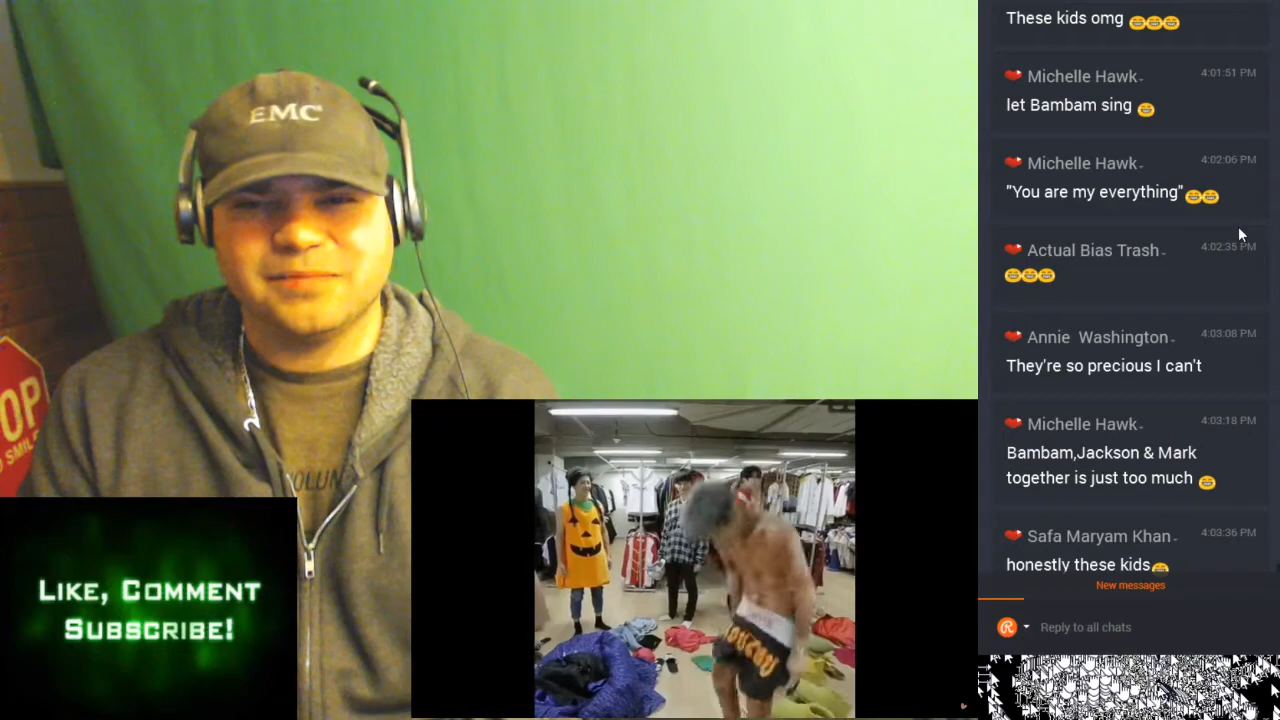 EMC
OP
O SMILE
OLUN
LIKE, COMMENT
SUBSCRIBE!
These kids omg 😂😂😂
Michelle Hawk-
4:01:51 PM
let Bambam sing 😂
Michelle Hawk-
4:02:06 PM
"You are my everything" 😂😂
Actual Bias Trash-
4:02:35 PM
😂😂😂
Annie Washington-
4:03:08 PM
They're so precious I can't
Michelle Hawk-
4:03:18 PM
Bambam,Jackson & Mark
together is just too much 😂
Safa Maryam Khan-
4:03:36 PM
honestly these kids😂
New messages
Reply to all chats